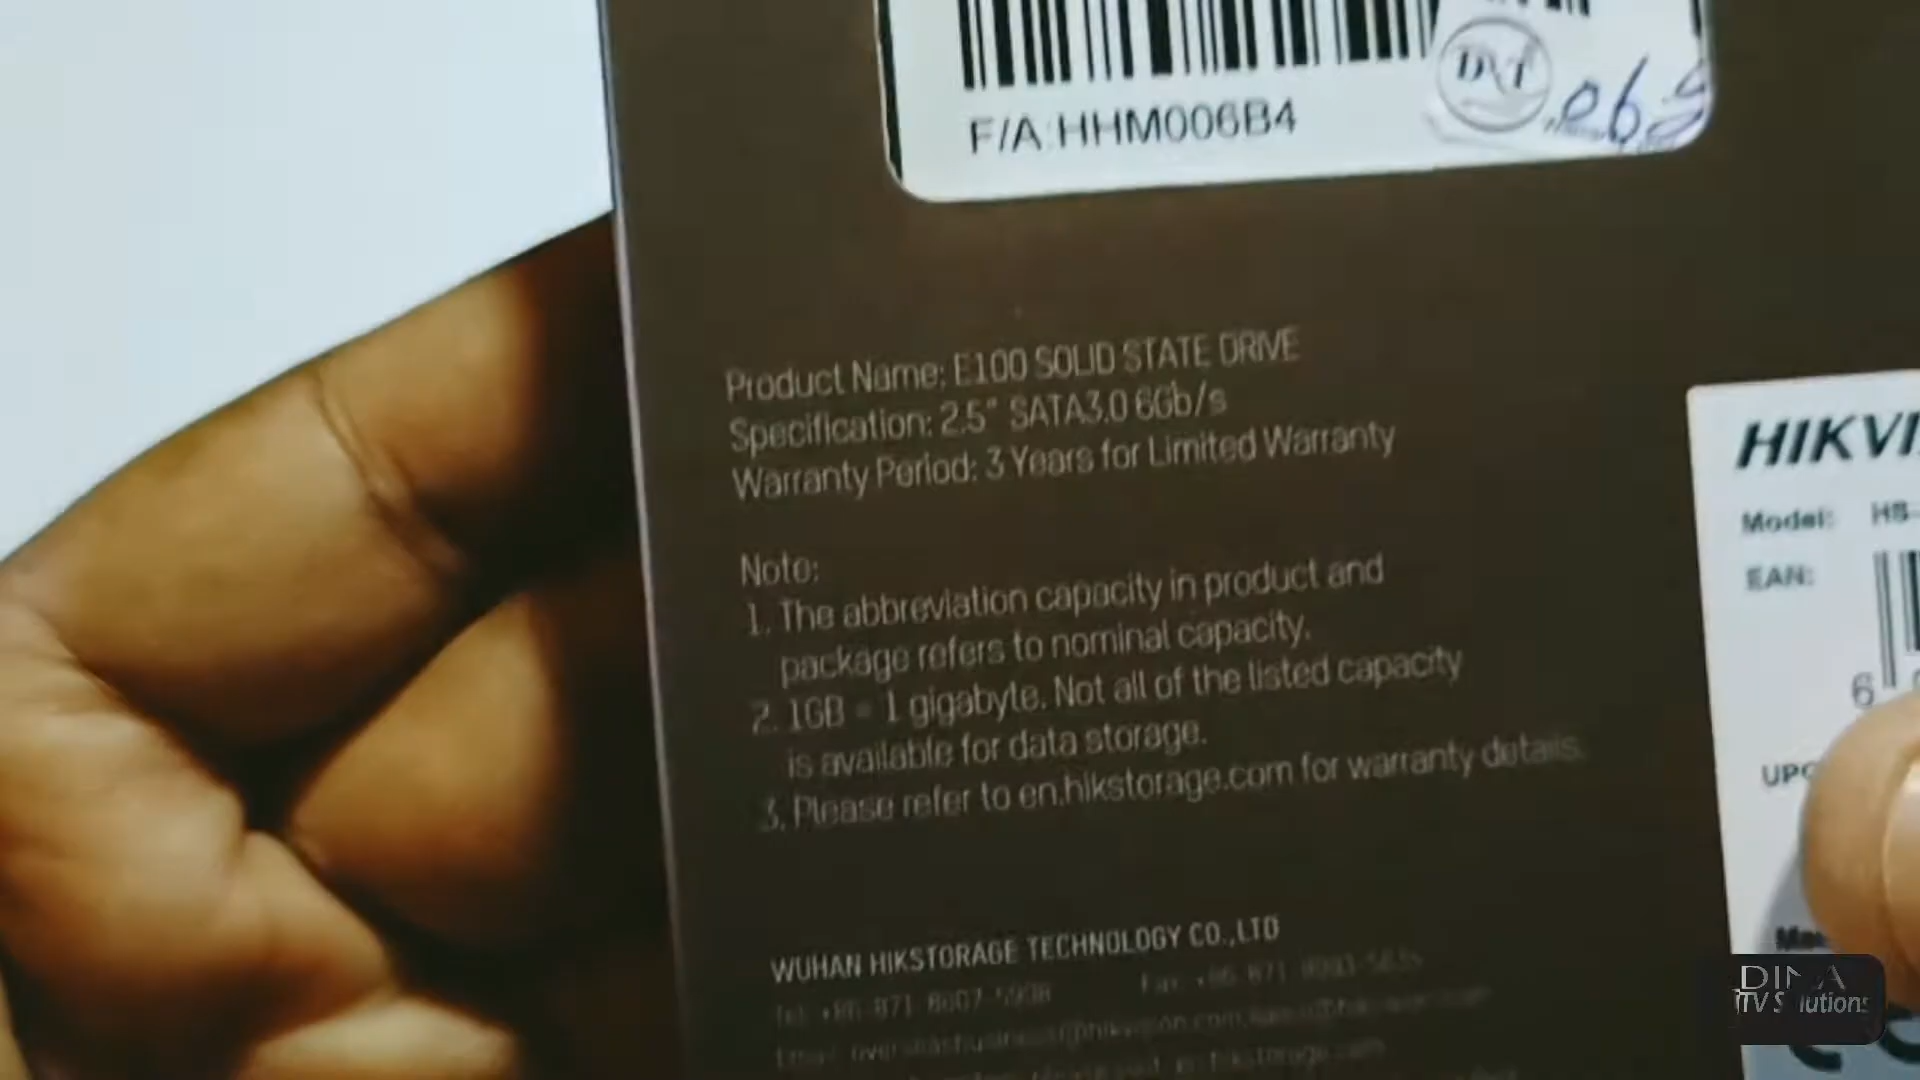 F/A:HHM006B4
DVT
Product Name: E100 SOLID STATE DRIVE
Specification: 2.5" SATA3.0 6Gb/s
Warranty Period: 3 Years for Limited Warranty
Note:
1. The abbreviation capacity in product and
package refers to nominal capacity.
2. 1GB = 1 gigabyte. Not all of the listed capacity
is available for data storage.
3. Please refer to en.hikstorage.com for warranty details.
WUHAN HIKSTORAGE TECHNOLOGY CO.,LTD
HIKVI
Model: HS-
EAN:
6
UPC